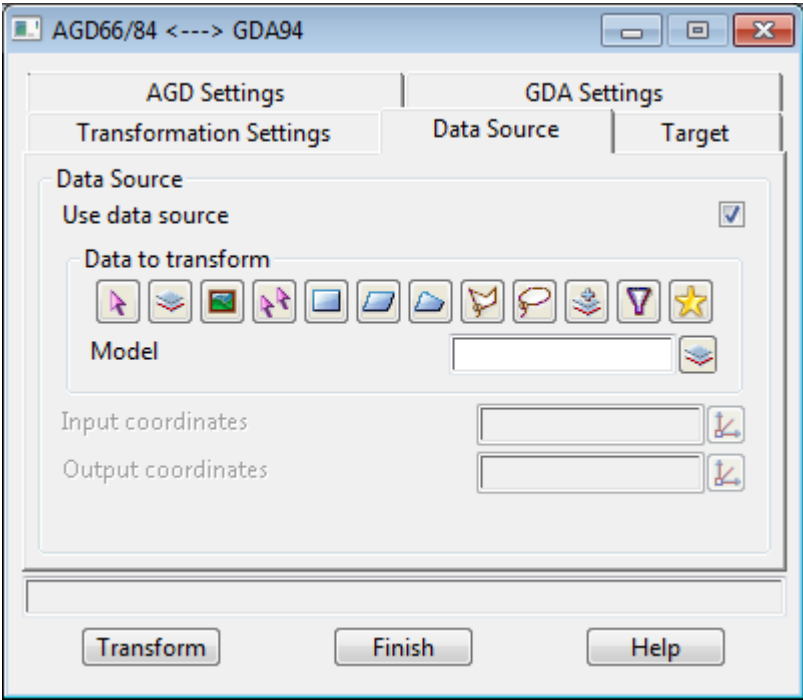 AGD66/84 <---> GDA94
AGD Settings GDA Settings
Transformation Settings Data Source Target
Data Source
Use data source
Data to transform
Model
Input coordinates
Output coordinates
Transform Finish Help